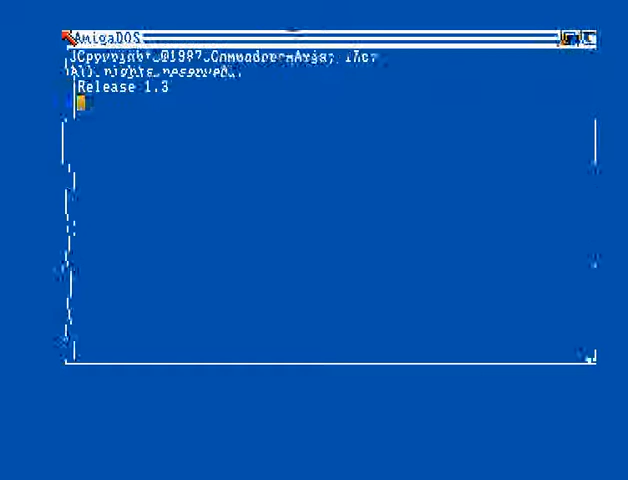 AmigaDOS
Copyright ©1987 Commodore-Amiga, Inc.
All rights reserved.
Release 1.3